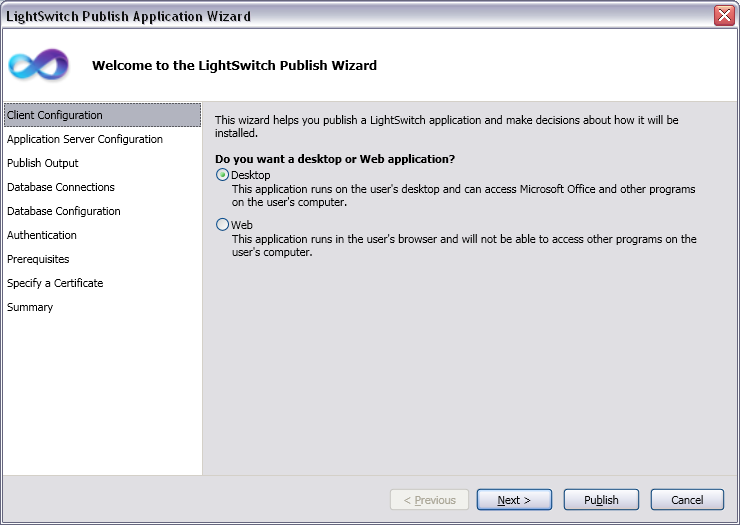 LightSwitch Publish Application Wizard
Welcome to the LightSwitch Publish Wizard
Client Configuration
Application Server Configuration
Publish Output
Database Connections
Database Configuration
Authentication
Prerequisites
Specify a Certificate
Summary
This wizard helps you publish a LightSwitch application and make decisions about how it will be
installed.
Do you want a desktop or Web application?
Desktop
This application runs on the user's desktop and can access Microsoft Office and other programs
on the user's computer.
Web
This application runs in the user's browser and will not be able to access other programs on the
user's computer.
< Previous
Next >
Publish
Cancel